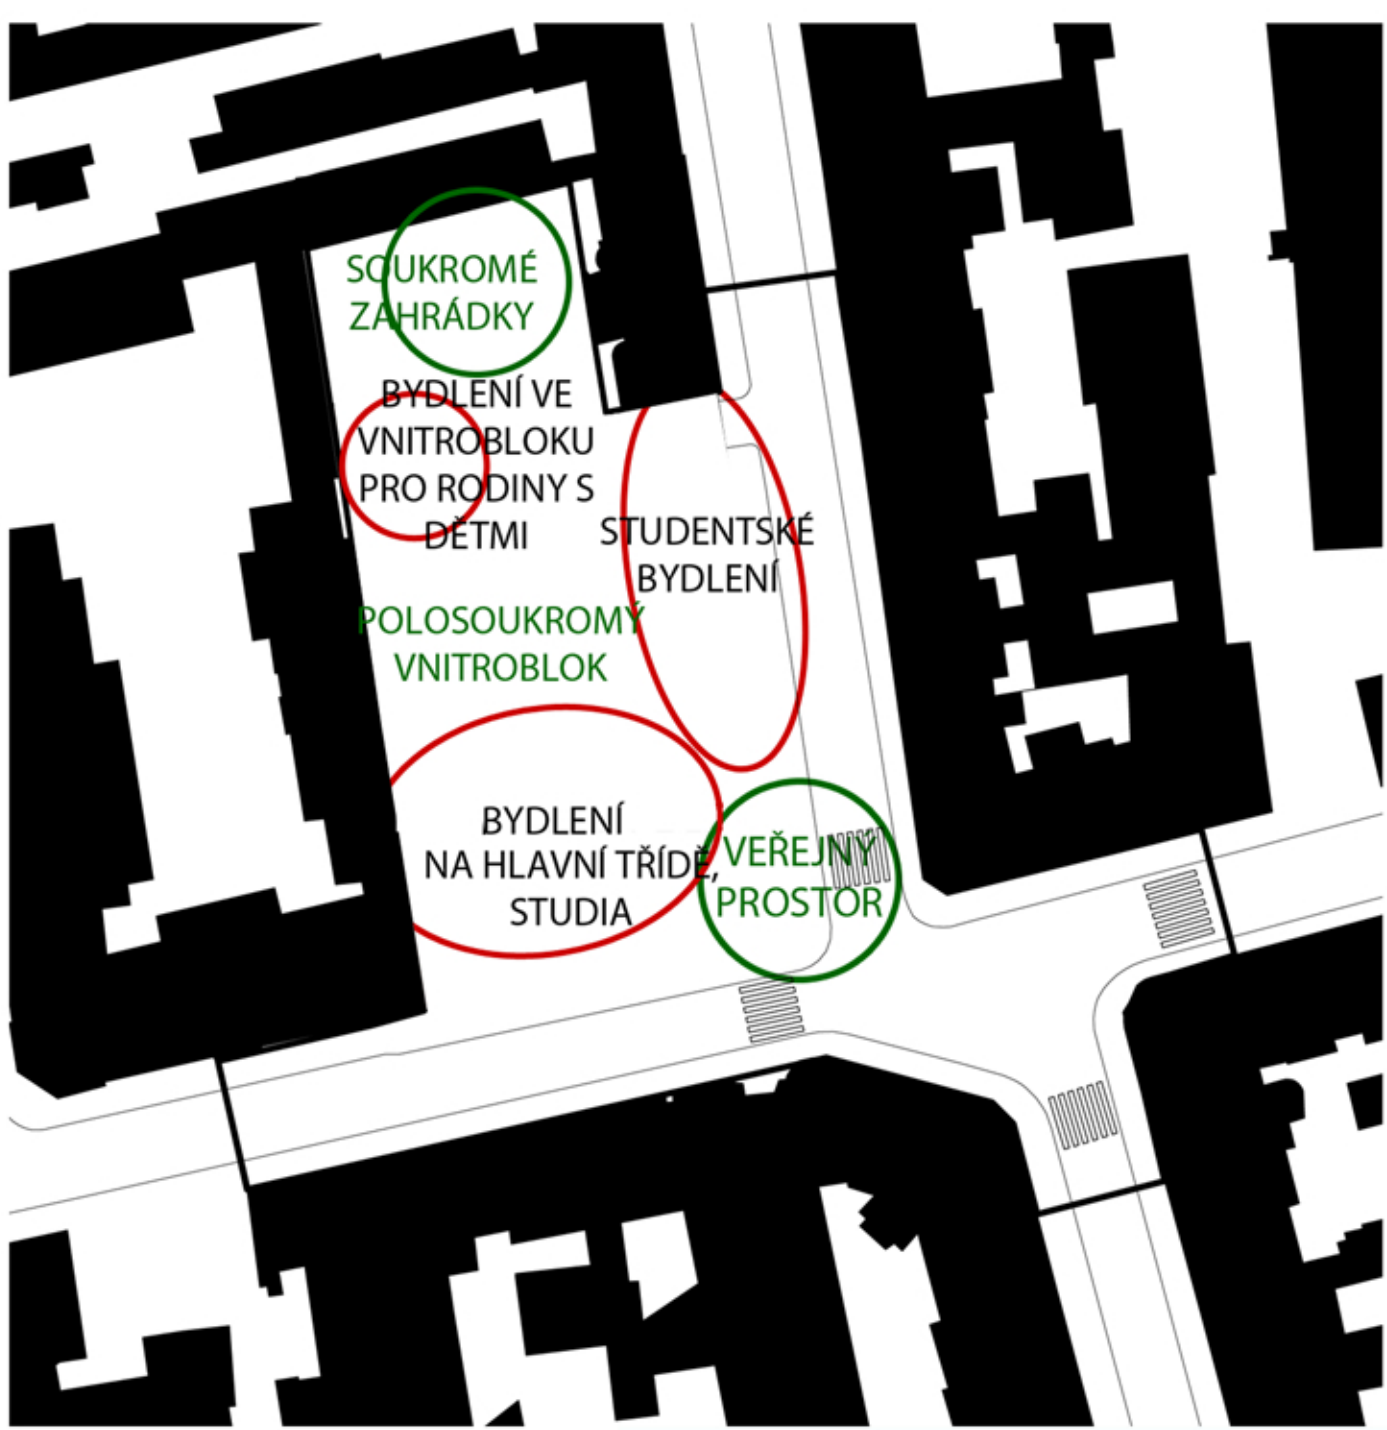 SOUKROMÉ
ZAHRÁDKY
BYDLENÍ VE
VNITROBLOKU
PRO RODINY S
DĚTMI
STUDENTSKÉ
BYDLENÍ
POLOSOUKROMÝ
VNITROBLOK
BYDLENÍ
NA HLAVNÍ TŘÍDĚ,
STUDIA
VEŘEJNÝ
PROSTOR